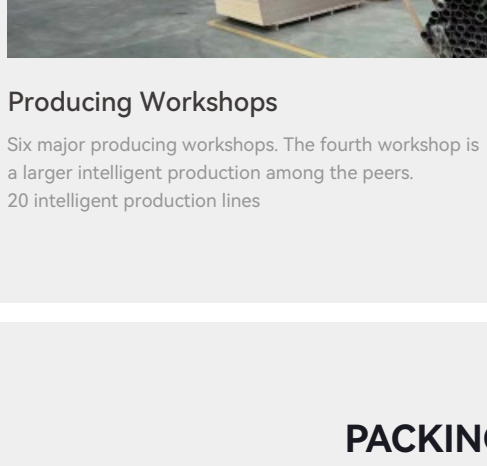 Producing Workshops
Six major producing workshops. The fourth workshop is
a larger intelligent production among the peers.
20 intelligent production lines